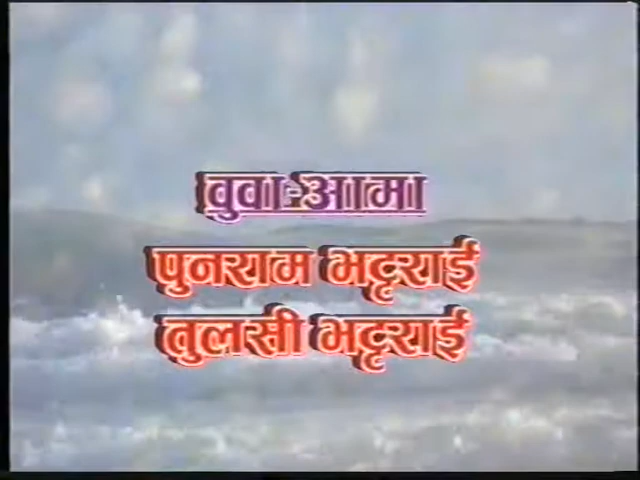 वुवा-आमा
पुनराम भट्टराई
तुलसी भट्टराई